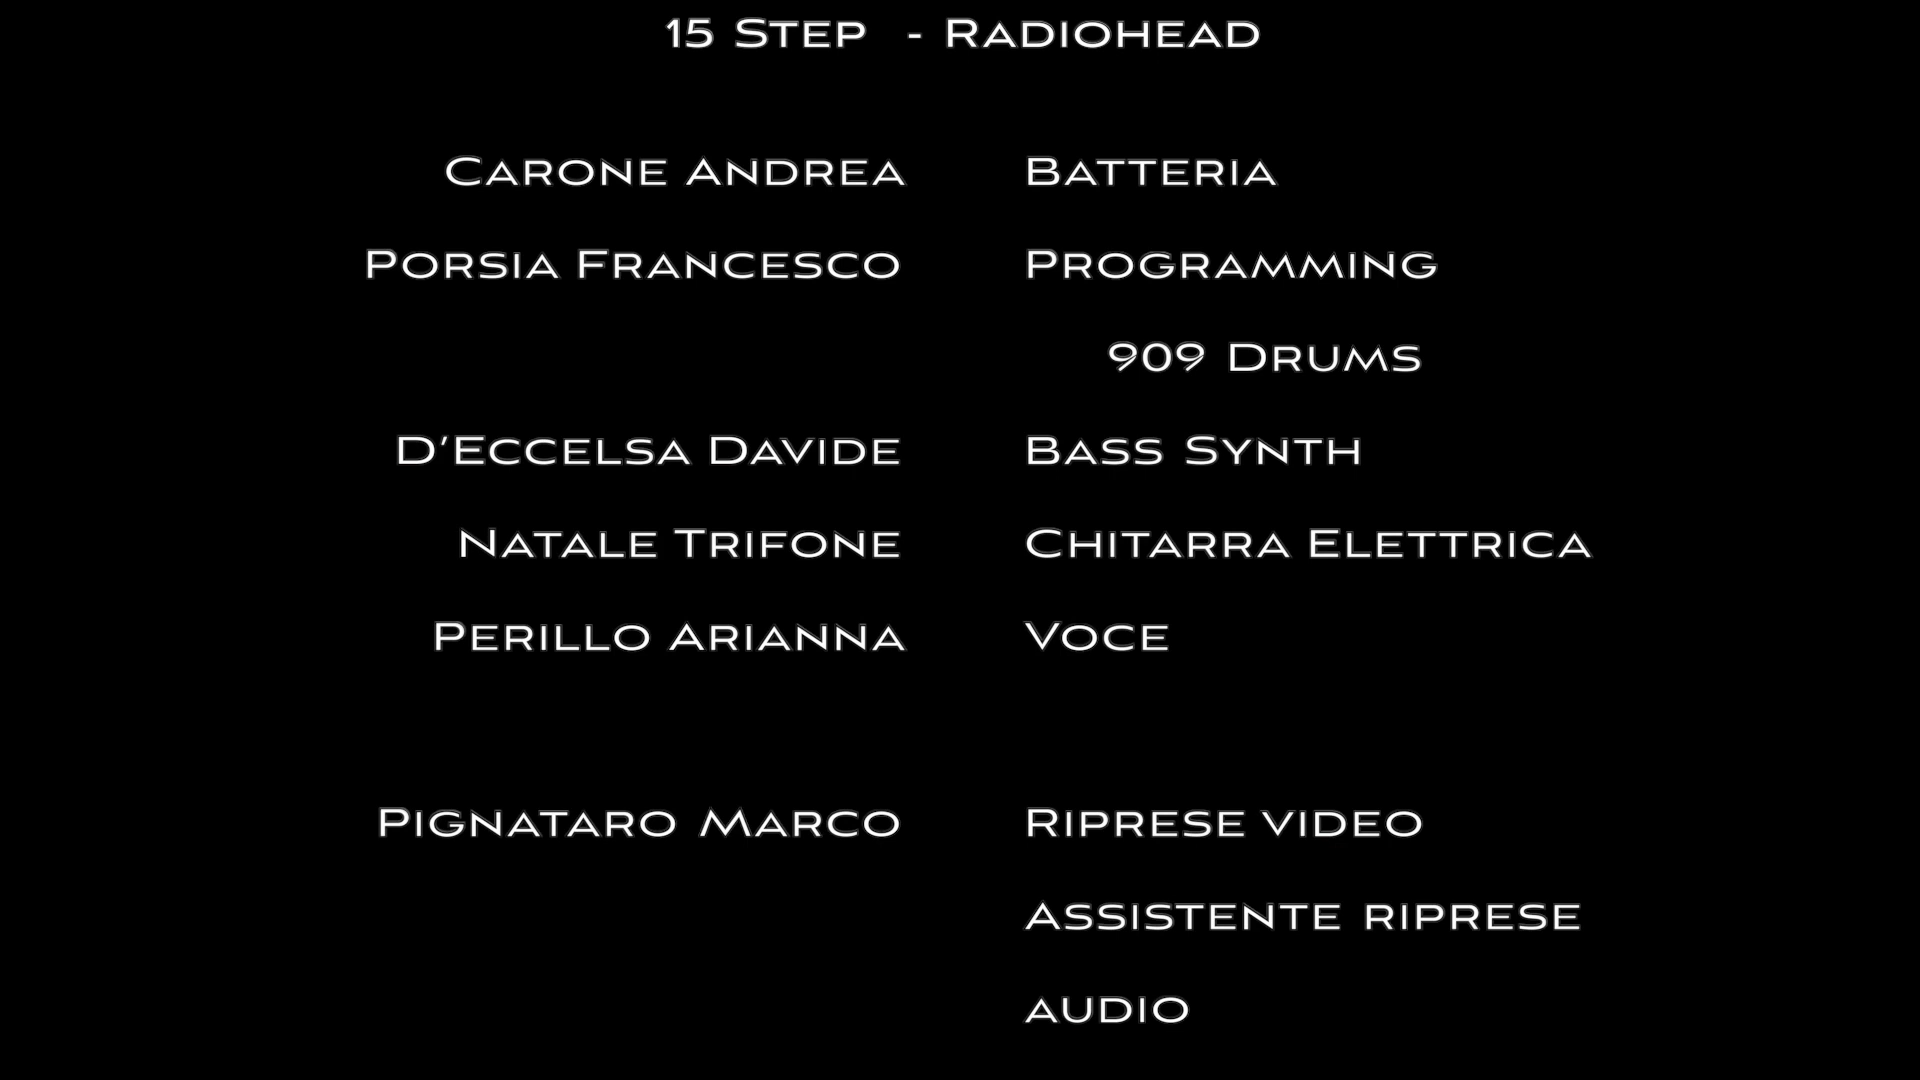 15 Step - Radiohead
Carone Andrea Batteria
Porsia Francesco Programming
909 Drums
D'Eccelsa Davide Bass Synth
Natale Trifone Chitarra Elettrica
Perillo Arianna Voce
Pignataro Marco Riprese video
Assistente riprese
audio